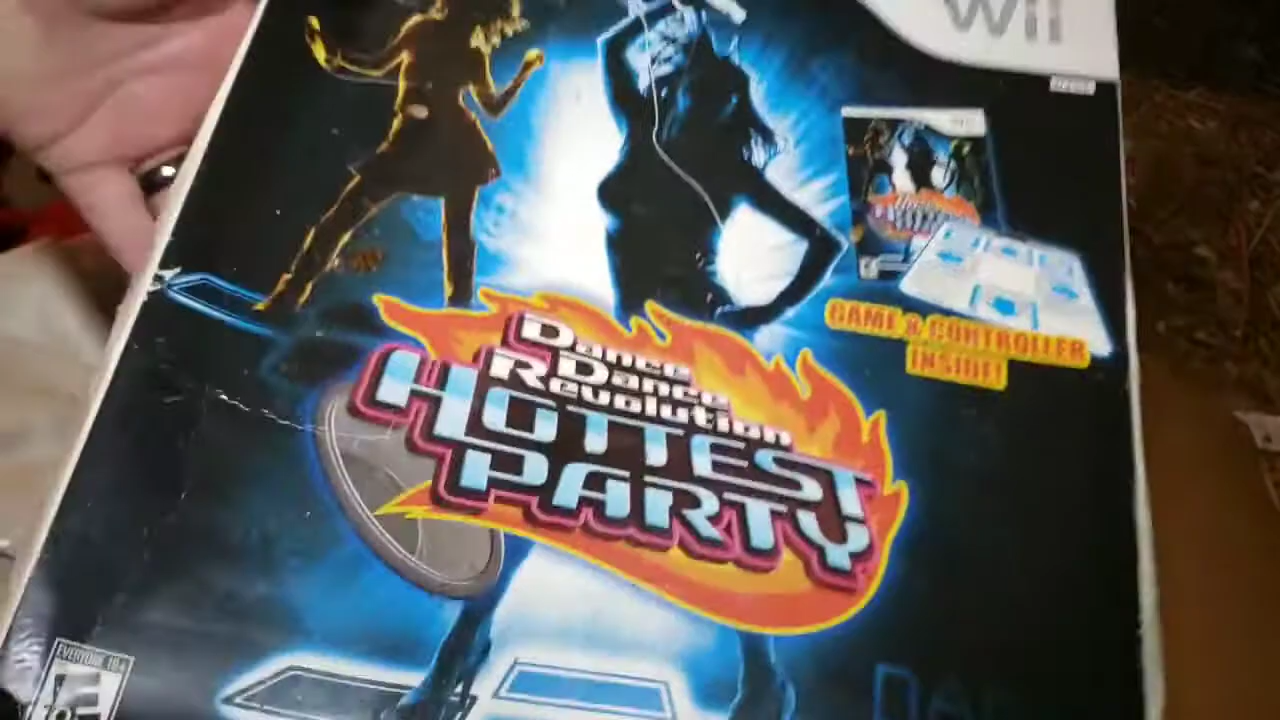 Wii
GAME & CONTROLLER
INSIDE!
Dance
Dance
Revolution
HOTTEST
PARTY
EVERYONE 10+